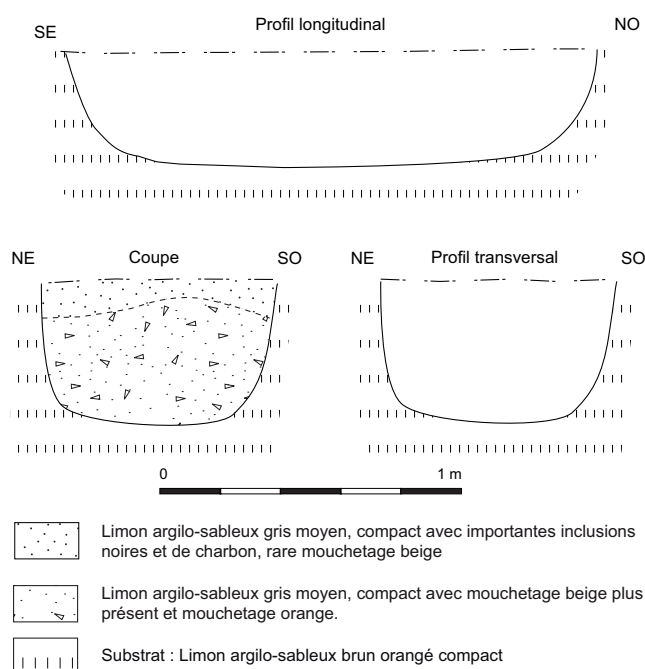 Profil longitudinal
SE
NO
NE
Coupe
SO
NE
Profil transversal
SO
0
1 m
Limon argilo-sableux gris moyen, compact avec importantes inclusions
noires et de charbon, rare mouchetage beige
Limon argilo-sableux gris moyen, compact avec mouchetage beige plus
présent et mouchetage orange.
Substrat : Limon argilo-sableux brun orangé compact